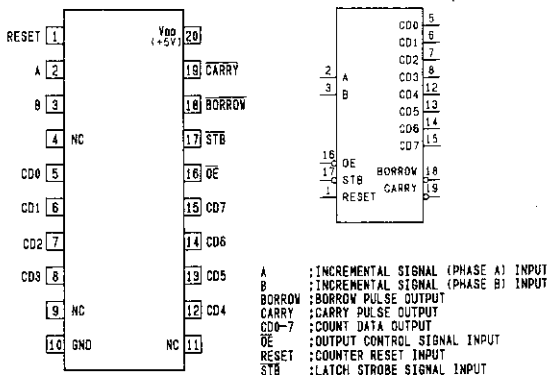 RESET 1
VDD 20
(+5V)
A 2
19 CARRY
B 3
18 BORROW
4 NC
17 STB
CD0 5
16 OE
CD1 6
15 CD7
CD2 7
14 CD6
CD3 8
13 CD5
9 NC
12 CD4
10 GND
NC 11
CD0 5
CD1 6
CD2 7
CD3 8
2 A
CD4 12
3 B
CD5 13
CD6 14
CD7 15
16 OE
BORROW 18
17 STB
CARRY 19
1 RESET
A ;INCREMENTAL SIGNAL (PHASE A) INPUT
B ;INCREMENTAL SIGNAL (PHASE B) INPUT
BORROW ;BORROW PULSE OUTPUT
CARRY ;CARRY PULSE OUTPUT
CD0-7 ;COUNT DATA OUTPUT
OE ;OUTPUT CONTROL SIGNAL INPUT
RESET ;COUNTER RESET INPUT
STB ;LATCH STROBE SIGNAL INPUT